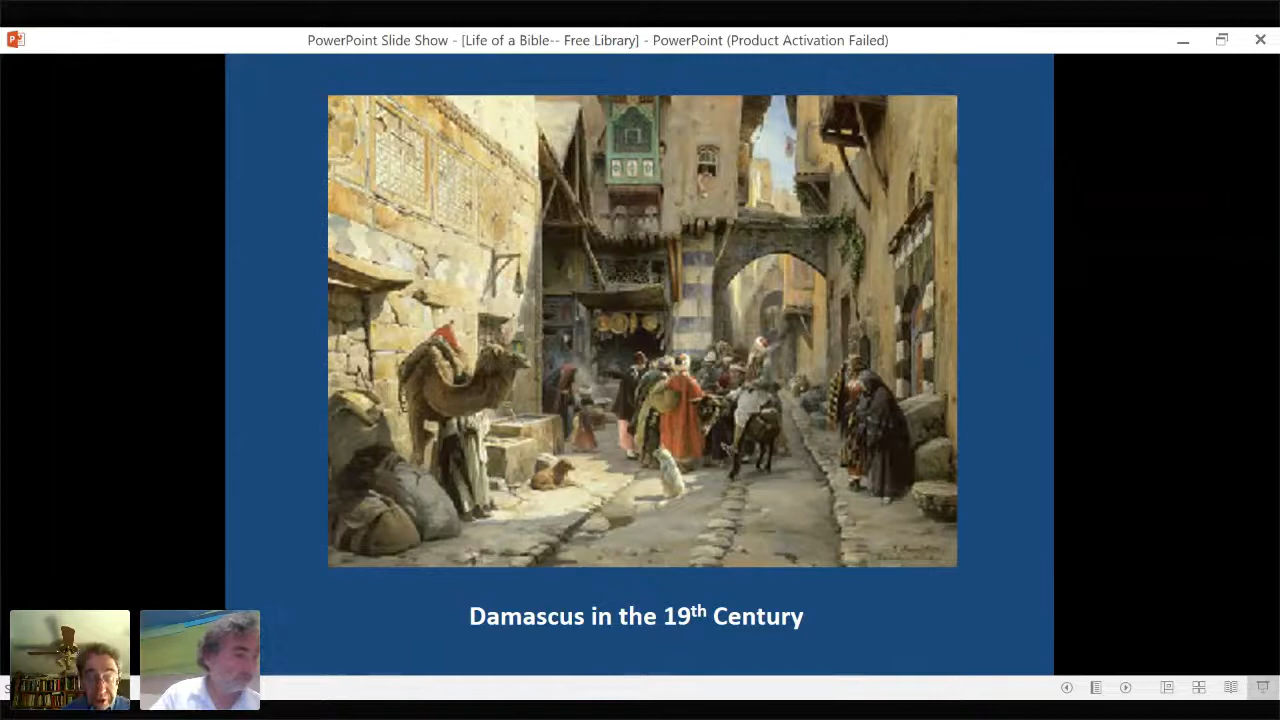 PowerPoint Slide Show - [Life of a Bible-- Free Library] - PowerPoint (Product Activation Failed)
Damascus in the 19th Century